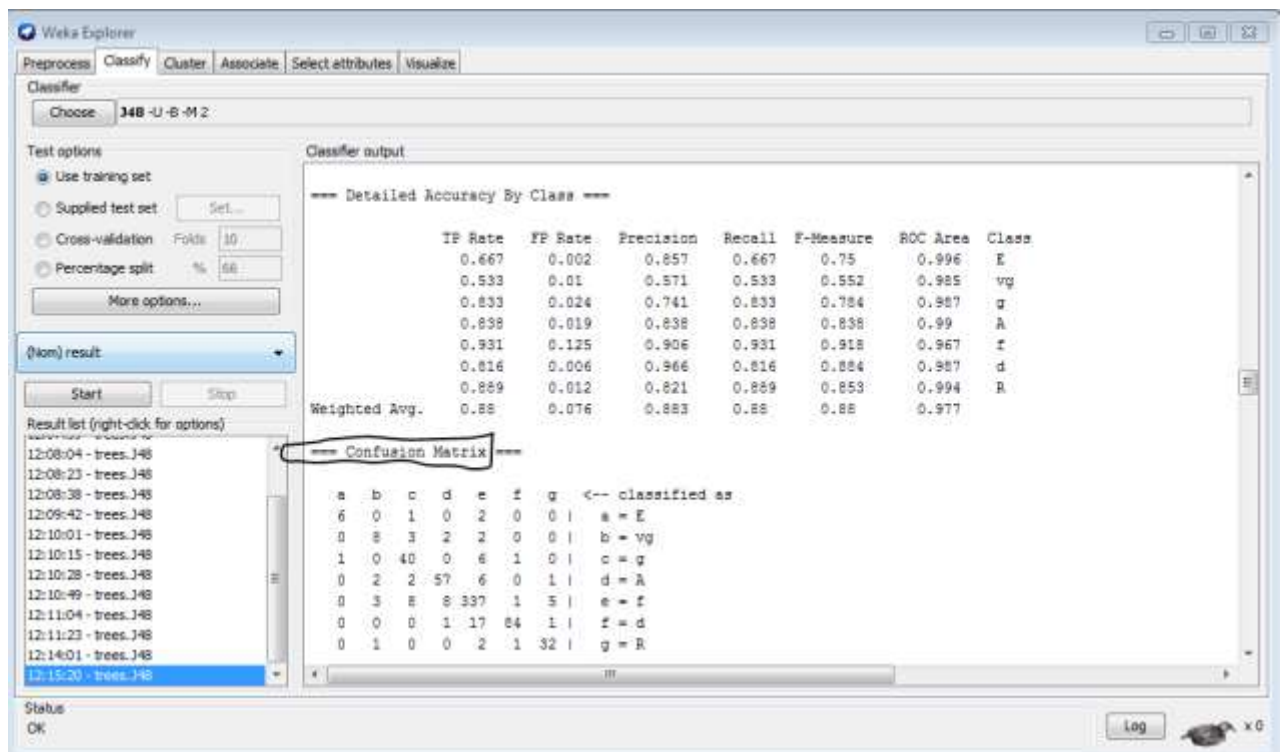 Weka Explorer
Preprocess Classify Cluster Associate Select attributes Visualize
Classifier
Choose J48 -U -B -M 2
Test options
Use training set
Supplied test set Set...
Cross-validation Folds 10
Percentage split % 66
More options...
(Nom) result
Start Stop
Result list (right-click for options)
12:08:04 - trees.J48
12:08:23 - trees.J48
12:08:38 - trees.J48
12:09:42 - trees.J48
12:10:01 - trees.J48
12:10:15 - trees.J48
12:10:28 - trees.J48
12:10:49 - trees.J48
12:11:04 - trees.J48
12:11:23 - trees.J48
12:14:01 - trees.J48
12:15:20 - trees.J48
Classifier output
=== Detailed Accuracy By Class ===
TP Rate FP Rate Precision Recall F-Measure ROC Area Class
0.667 0.002 0.857 0.667 0.75 0.996 E
0.533 0.01 0.571 0.533 0.552 0.985 vg
0.833 0.024 0.741 0.833 0.784 0.987 g
0.838 0.019 0.838 0.838 0.838 0.99 A
0.931 0.125 0.906 0.931 0.918 0.967 f
0.816 0.006 0.966 0.816 0.884 0.987 d
0.889 0.012 0.821 0.889 0.853 0.994 R
Weighted Avg. 0.88 0.076 0.883 0.88 0.88 0.977
=== Confusion Matrix ===
a b c d e f g <-- classified as
6 0 1 0 2 0 0 | a = E
0 8 3 2 2 0 0 | b = vg
1 0 40 0 6 1 0 | c = g
0 2 2 57 6 0 1 | d = A
0 3 8 8 337 1 5 | e = f
0 0 0 1 17 84 1 | f = d
0 1 0 0 2 1 32 | g = R
Status
OK
Log x 0